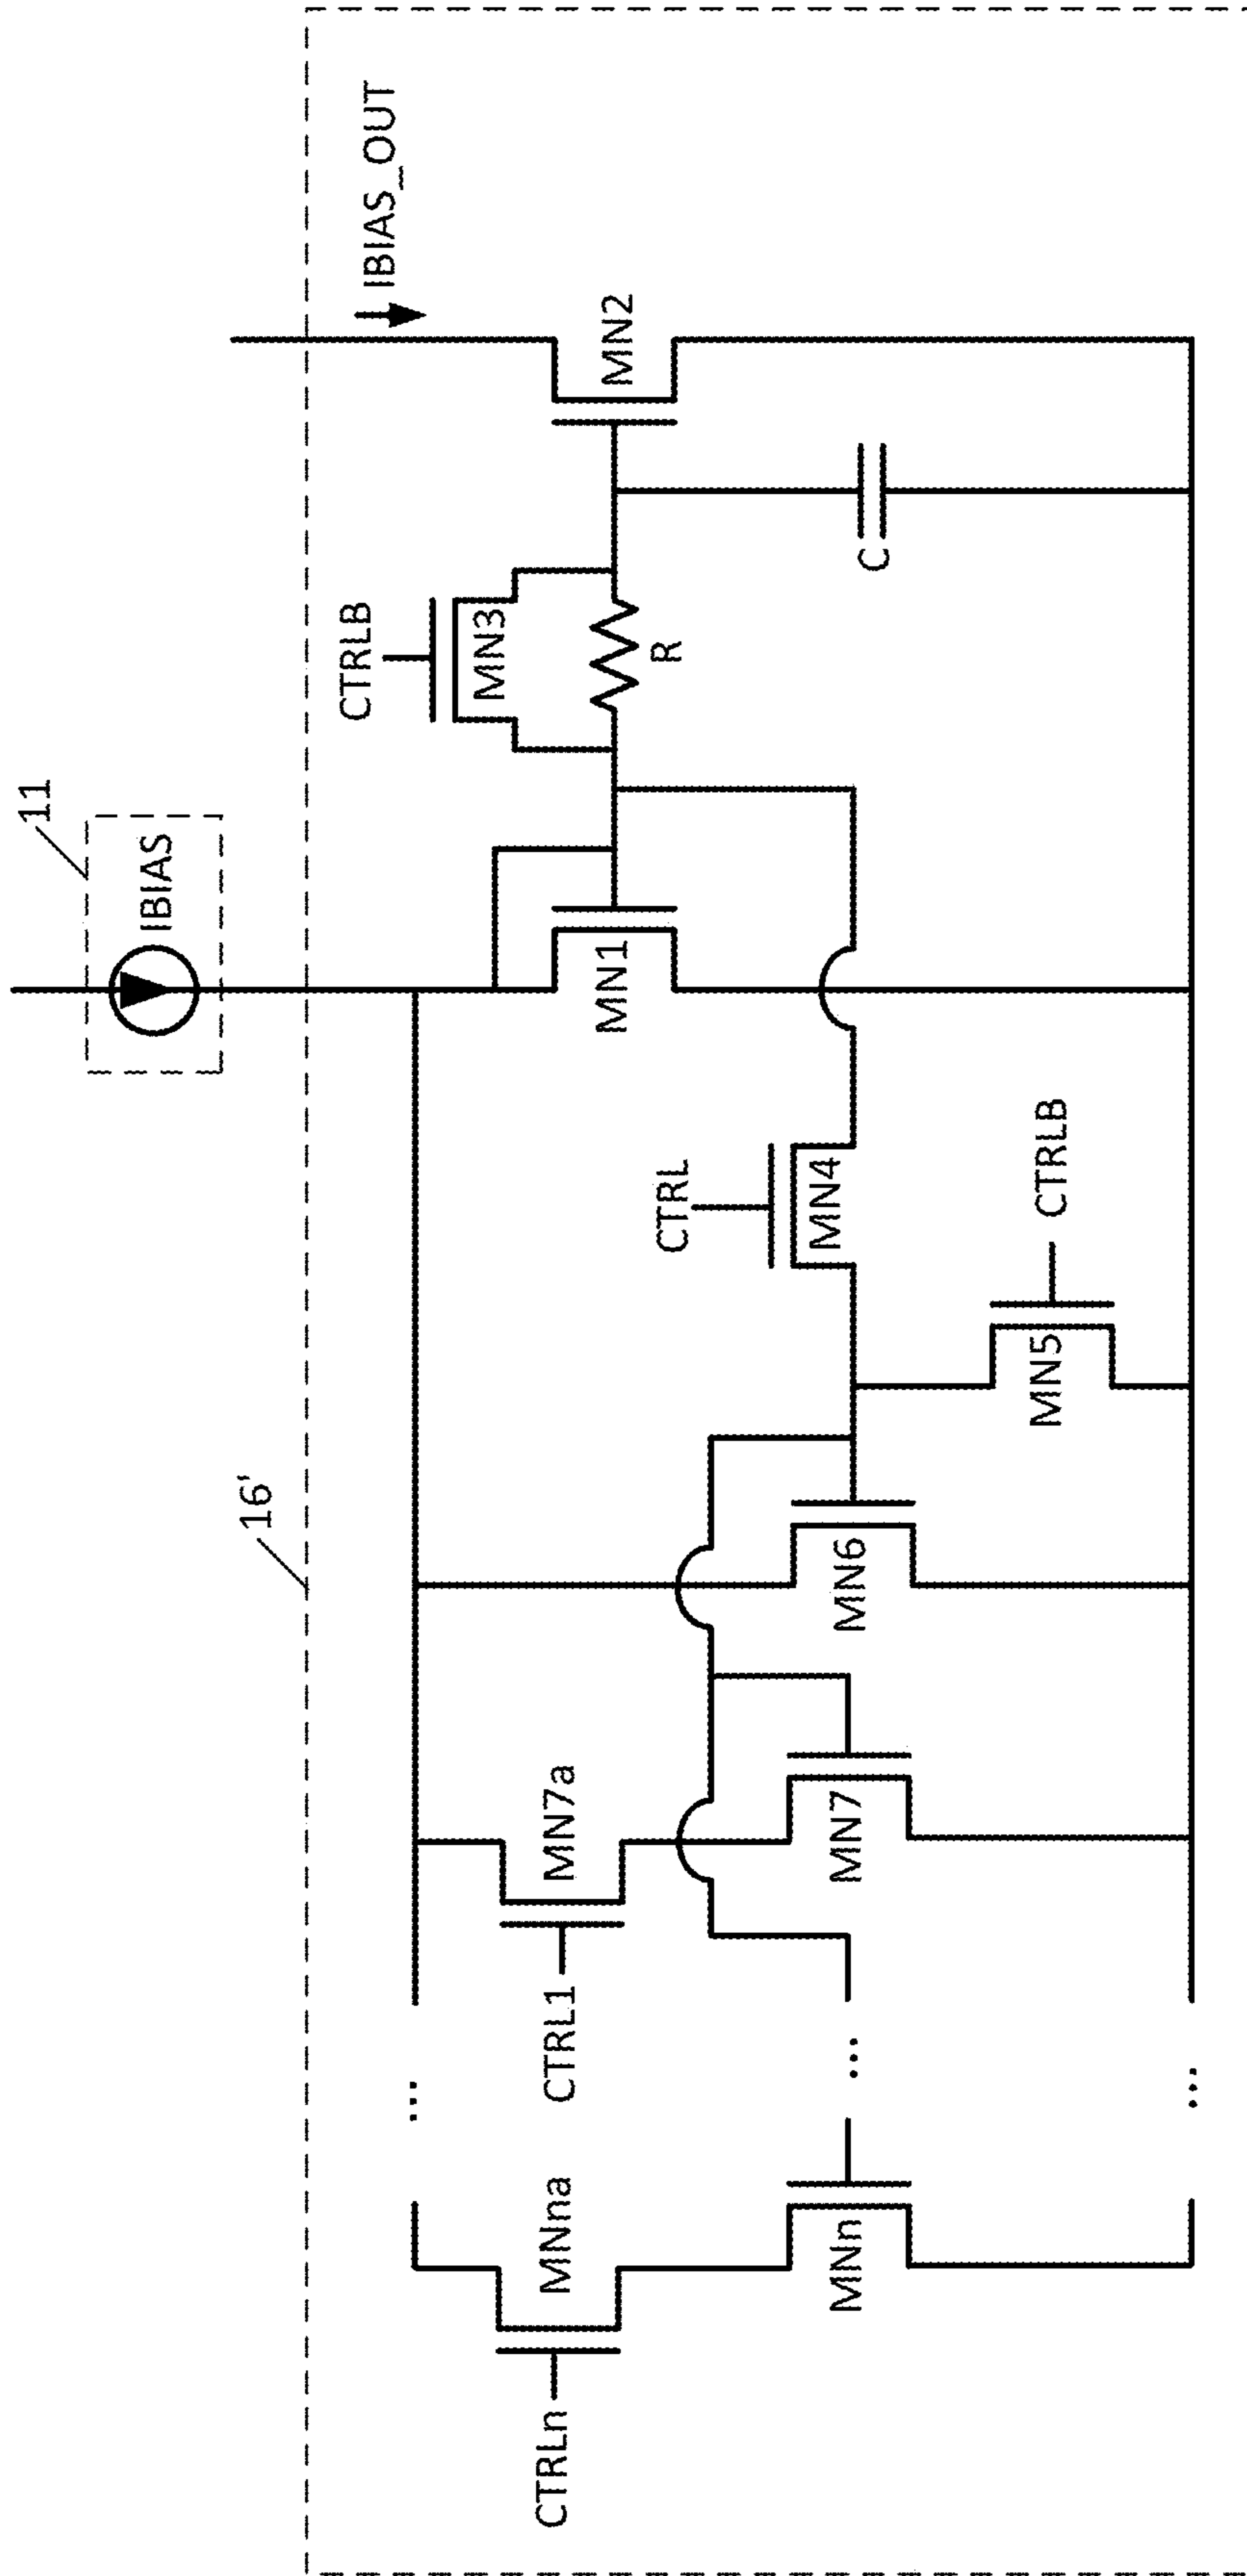 11
IBIAS
16'
IBIAS_OUT
CTRLB
MN3
R
MN2
MN1
C
CTRL
MN4
CTRLB
MN5
MN6
MN7a
CTRL1
MN7
...
...
...
MNna
CTRLn
MNn